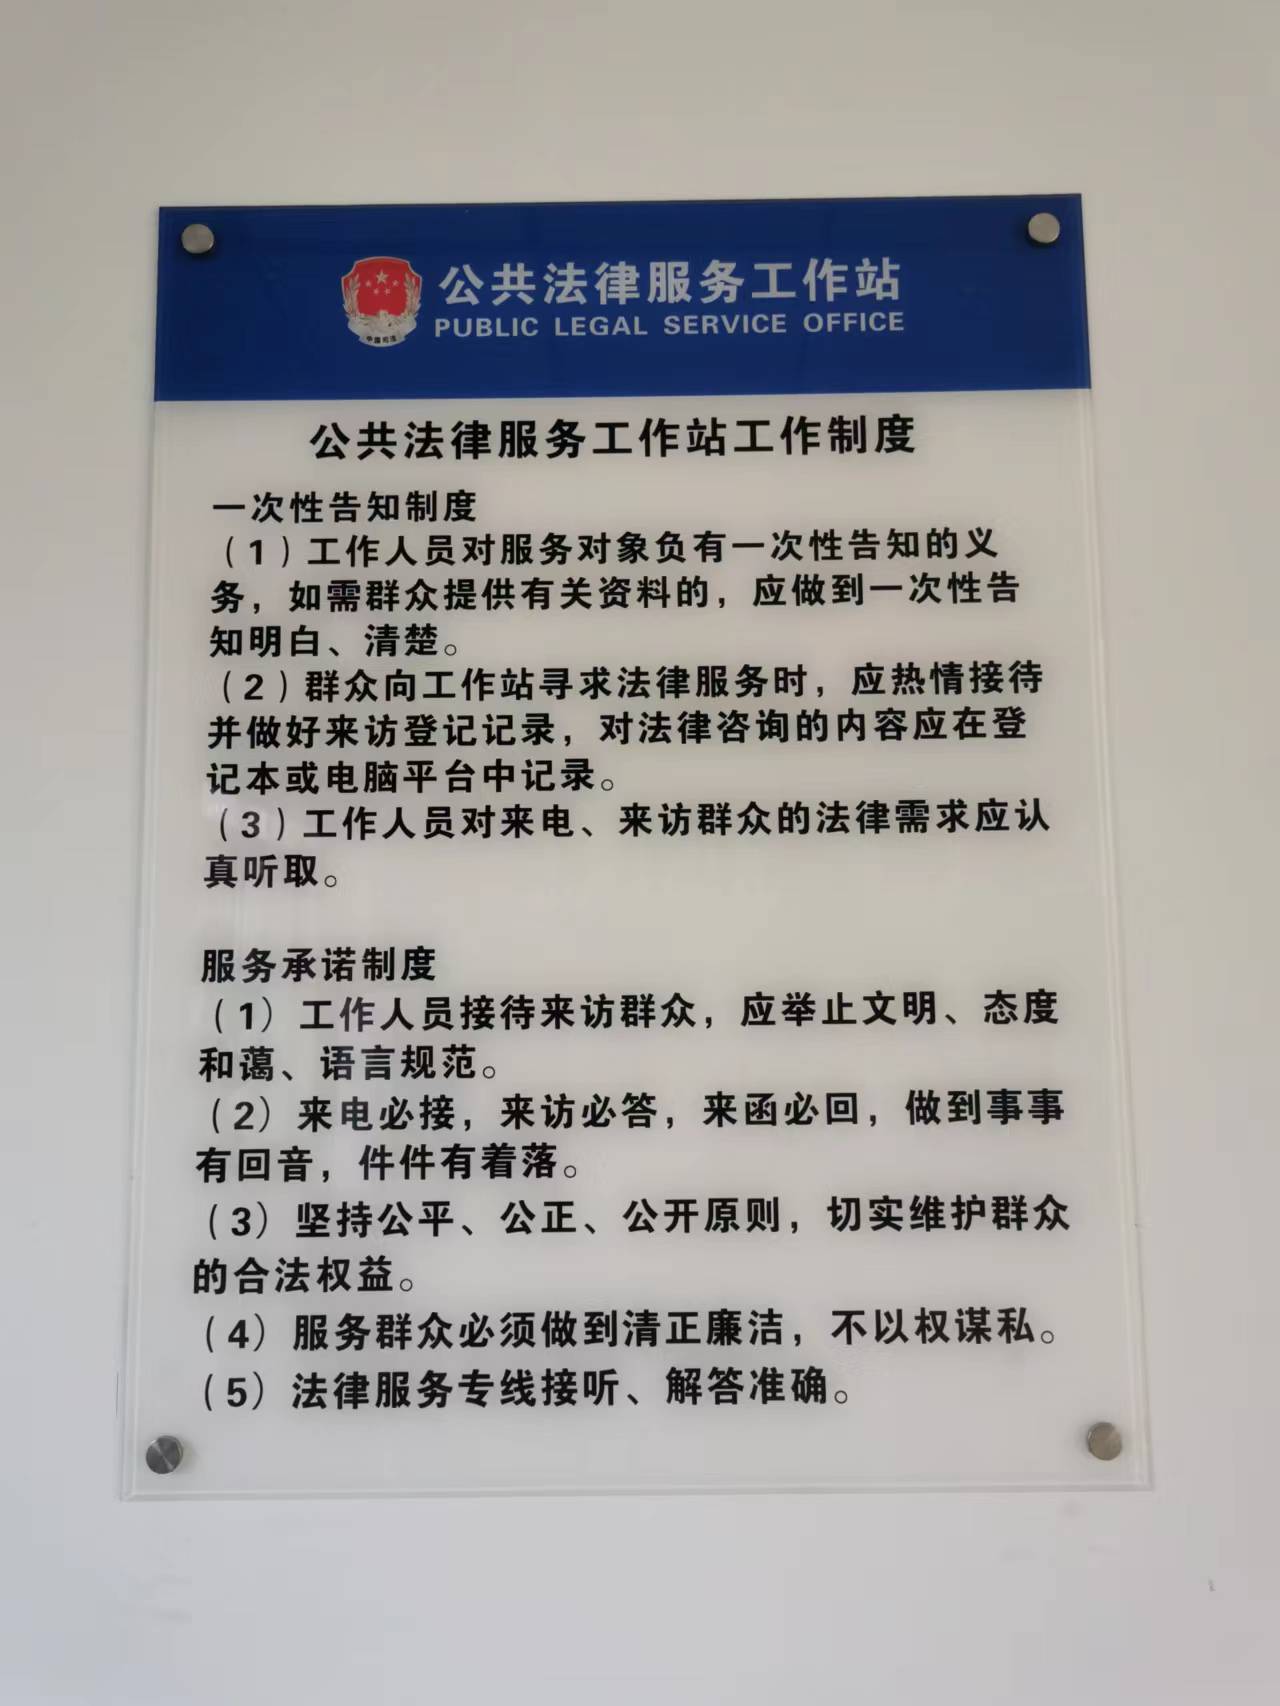 公共法律服务工作站
PUBLIC LEGAL SERVICE OFFICE
中国司法
公共法律服务工作站工作制度
一次性告知制度
（1）工作人员对服务对象负有一次性告知的义
务，如需群众提供有关资料的，应做到一次性告
知明白、清楚。
（2）群众向工作站寻求法律服务时，应热情接待
并做好来访登记记录，对法律咨询的内容应在登
记本或电脑平台中记录。
（3）工作人员对来电、来访群众的法律需求应认
真听取。
服务承诺制度
（1）工作人员接待来访群众，应举止文明、态度
和蔼、语言规范。
（2）来电必接，来访必答，来函必回，做到事事
有回音，件件有着落。
（3）坚持公平、公正、公开原则，切实维护群众
的合法权益。
（4）服务群众必须做到清正廉洁，不以权谋私。
（5）法律服务专线接听、解答准确。